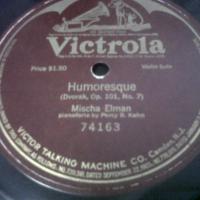 Victrola
Price $1.50
Violin Solo
Humoresque
(Dvorak, Op. 101, No. 7)
Mischa Elman
pianoforte by Percy B. Kahn
74163
VICTOR TALKING MACHINE CO. Camden N.J.